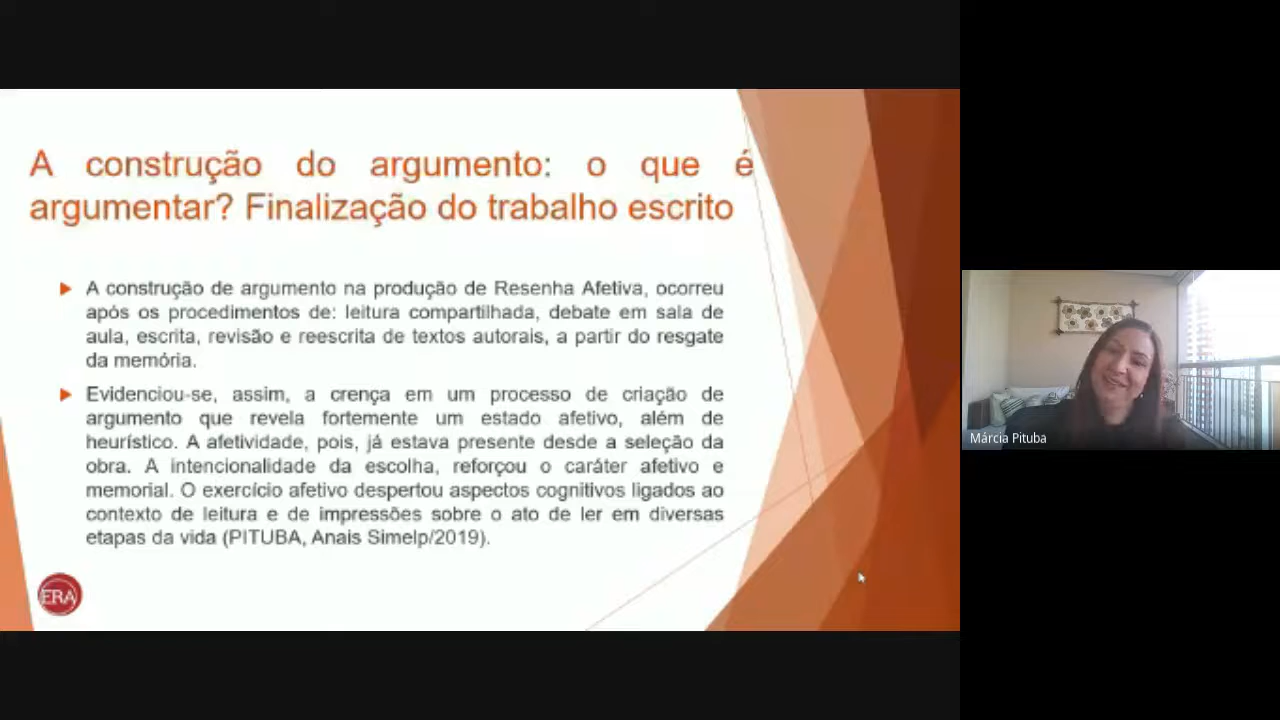 A construção do argumento: o que é
argumentar? Finalização do trabalho escrito
A construção de argumento na produção de Resenha Afetiva, ocorreu
após os procedimentos de: leitura compartilhada, debate em sala de
aula, escrita, revisão e reescrita de textos autorais, a partir do resgate
da memória.
Evidenciou-se, assim, a crença em um processo de criação de
argumento que revela fortemente um estado afetivo, além de
heurístico. A afetividade, pois, já estava presente desde a seleção da
obra. A intencionalidade da escolha, reforçou o caráter afetivo e
memorial. O exercício afetivo despertou aspectos cognitivos ligados ao
contexto de leitura e de impressões sobre o ato de ler em diversas
etapas da vida (PITUBA, Anais Simelp/2019).
ERA
Márcia Pituba